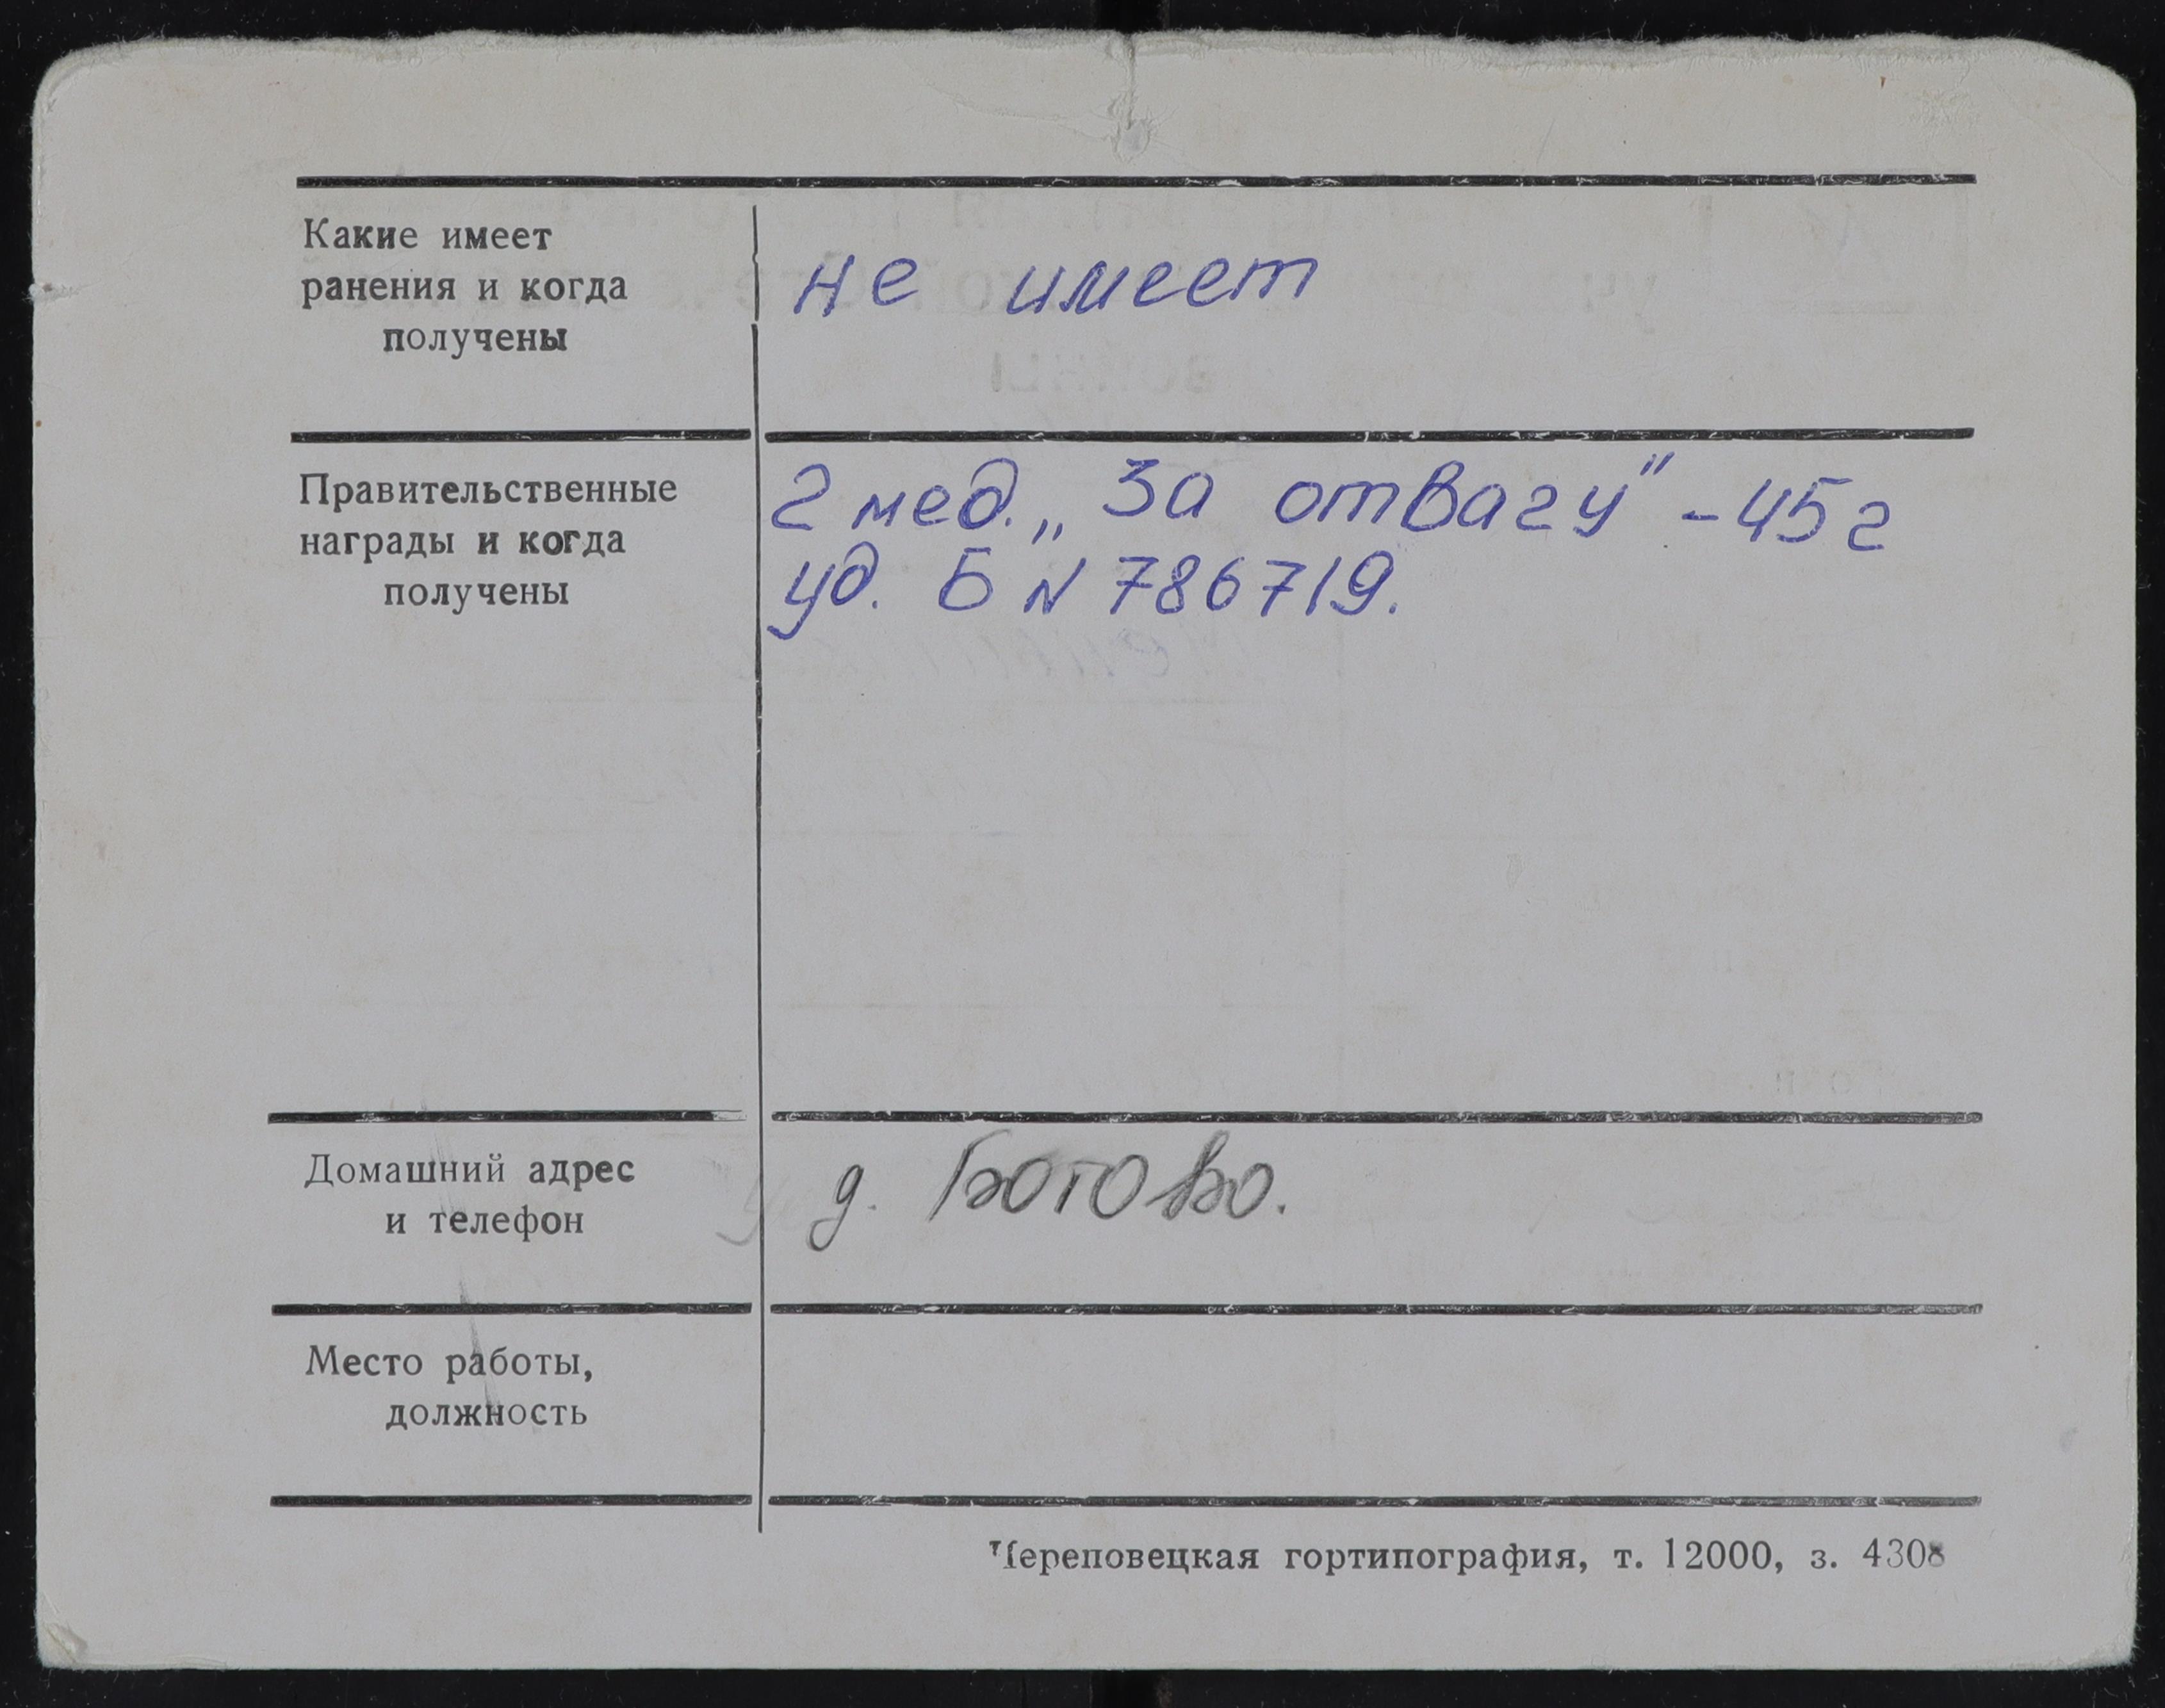 Какие имеет
ранения и когда
получены
не имеет
Правительственные
награды и когда
получены
2 мед. „За отвагу" - 45 г
уд. Б N 786719.
Домашний адрес
и телефон
д. Ботово.
Место работы,
должность
Череповецкая гортипография, т. 12000, з. 4308